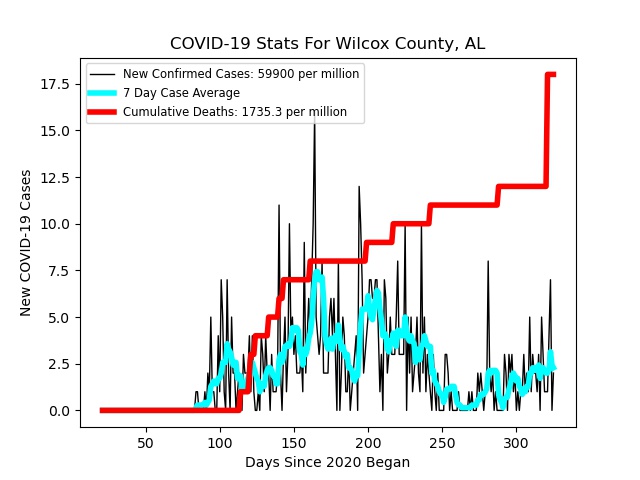 COVID-19 Stats For Wilcox County, AL
New Confirmed Cases: 59900 per million
7 Day Case Average
Cumulative Deaths: 1735.3 per million
New COVID-19 Cases
17.5
15.0
12.5
10.0
7.5
5.0
2.5
0.0
50 100 150 200 250 300
Days Since 2020 Began